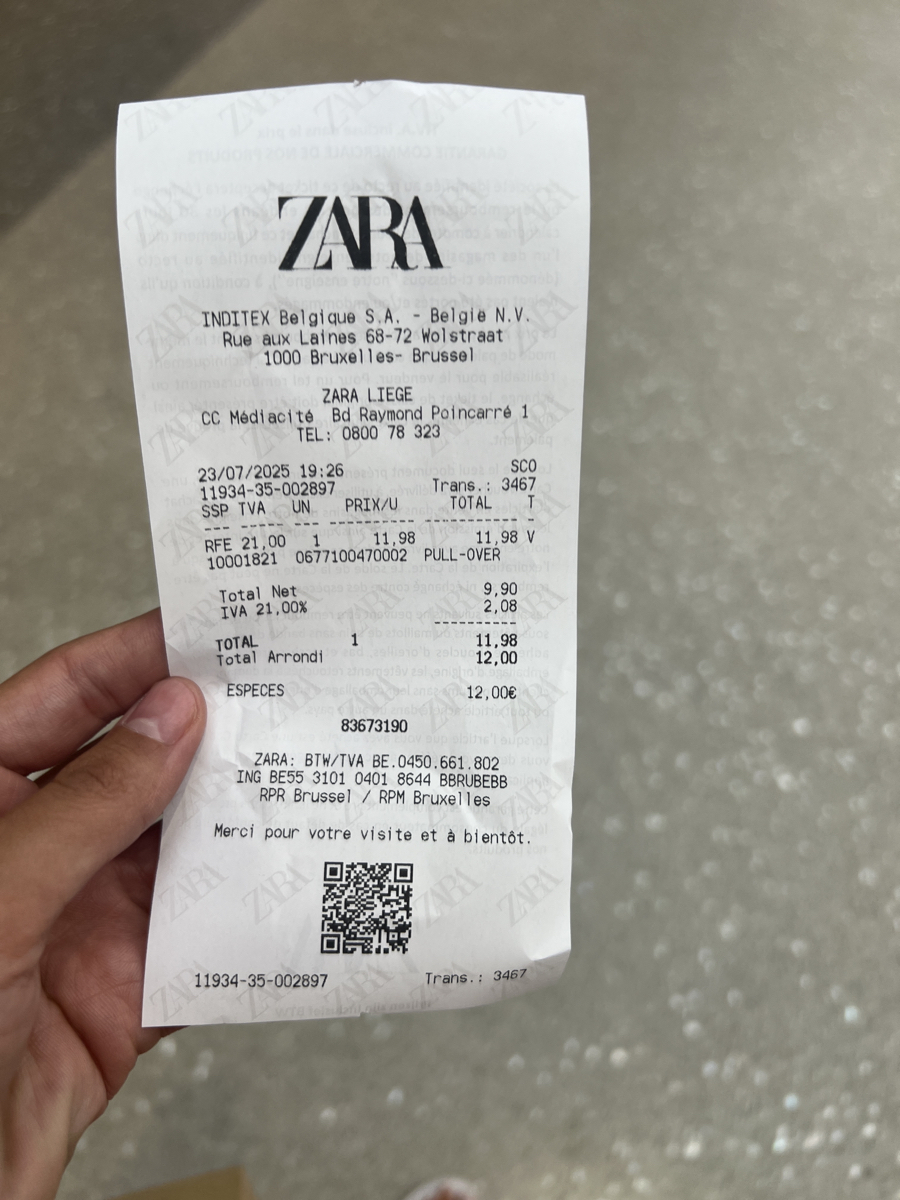 ZARA
INDITEX Belgique S.A. - Belgie N.V.
Rue aux Laines 68-72 Wolstraat
1000 Bruxelles- Brussel
ZARA LIEGE
CC Médiacité Bd Raymond Poincarré 1
TEL: 0800 78 323
23/07/2025 19:26 SCO
11934-35-002897 Trans.: 3467
SSP TVA UN PRIX/U TOTAL T
RFE 21,00 1 11,98 11,98 V
10001821 0677100470002 PULL-OVER
Total Net 9,90
IVA 21,00% 2,08
TOTAL 1 11,98
Total Arrondi 12,00
ESPECES 12,00€
83673190
ZARA: BTW/TVA BE.0450.661.802
ING BE55 3101 0401 8644 BBRUBEBB
RPR Brussel / RPM Bruxelles
Merci pour votre visite et à bientôt.
11934-35-002897 Trans.: 3467